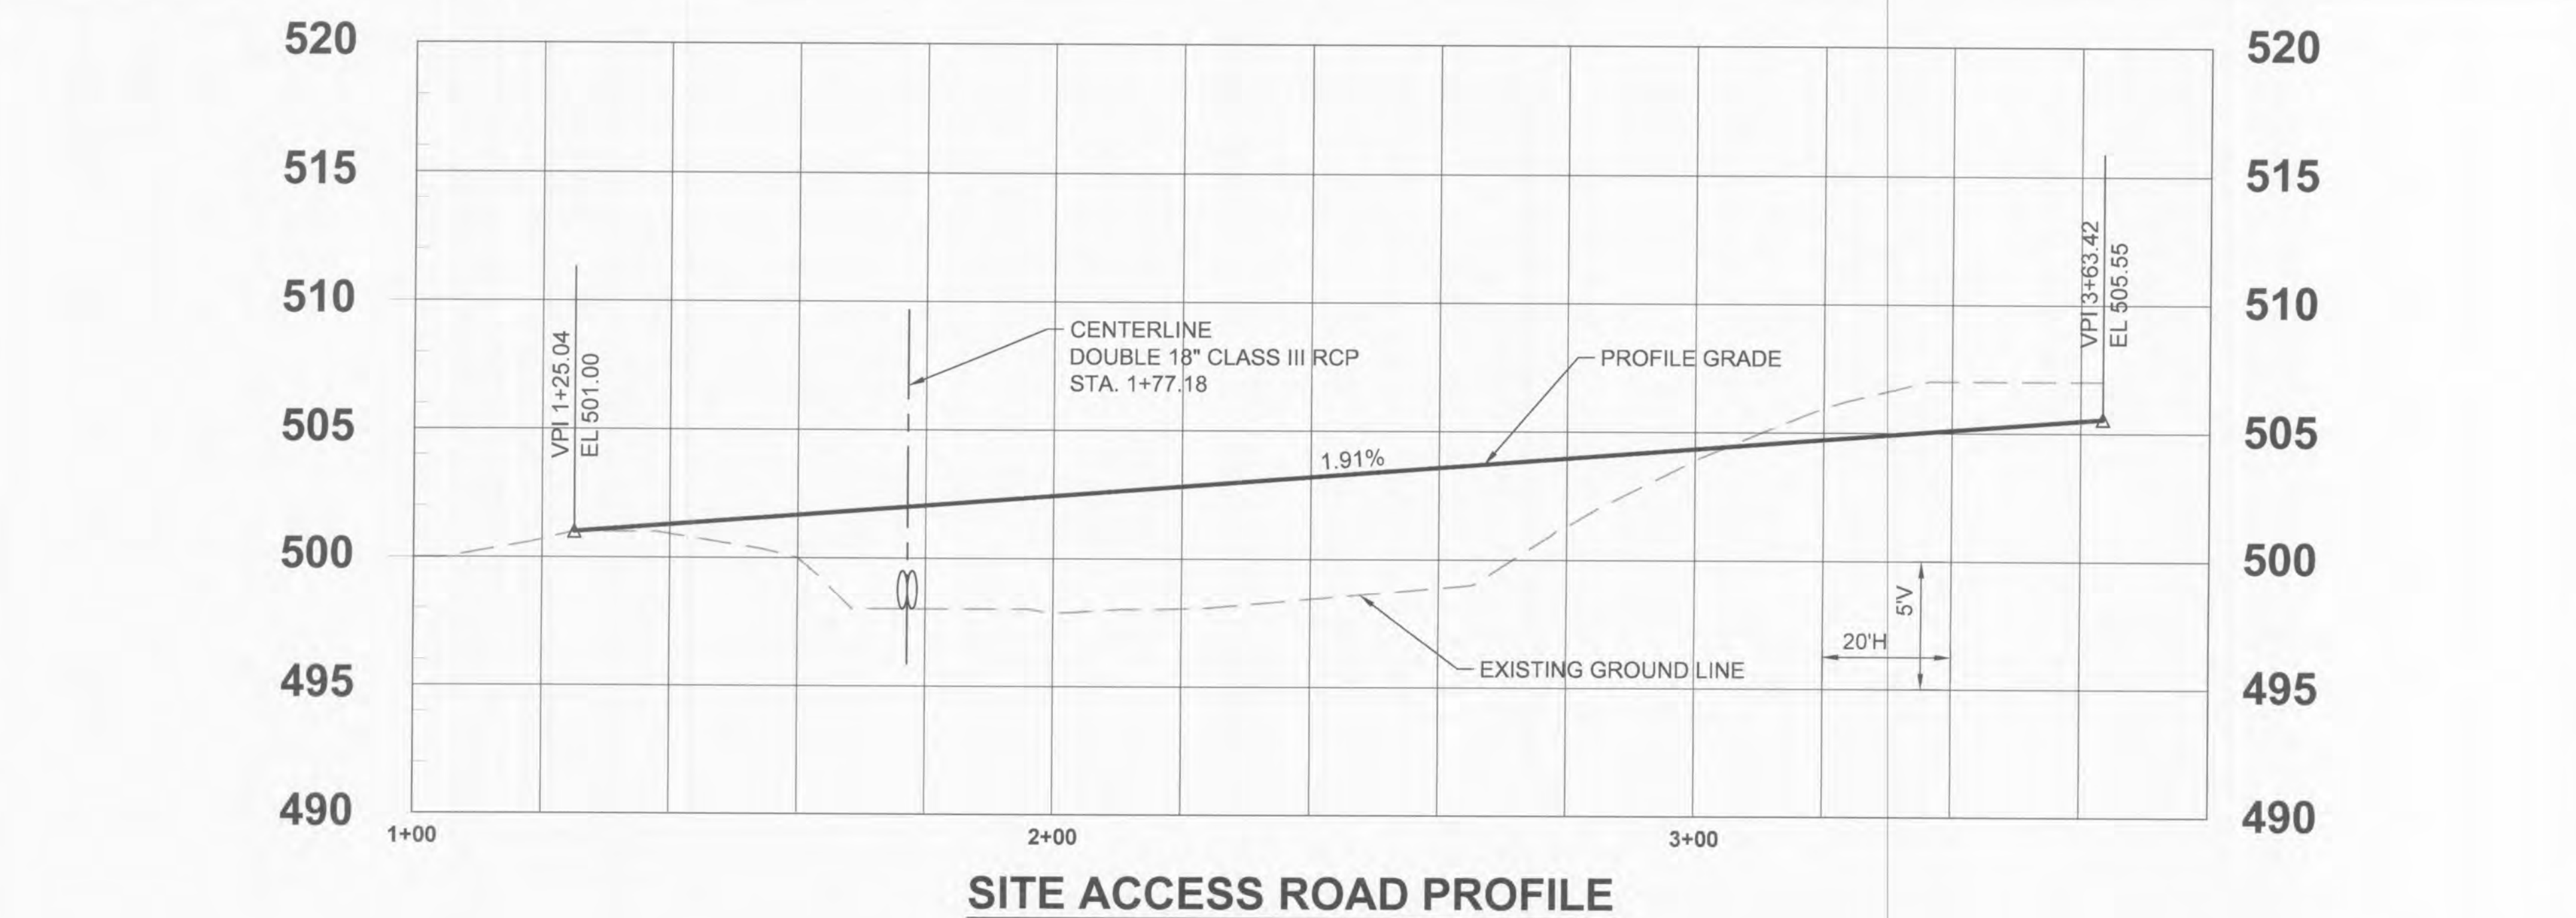 520
520
515
515
510
510
505
505
500
500
495
495
490
490
VPI 1+25.04
EL 501.00
CENTERLINE
DOUBLE 18" CLASS III RCP
STA. 1+77.18
PROFILE GRADE
1.91%
VPI 3+63.42
EL 505.55
EXISTING GROUND LINE
20'H
5'V
1+00
2+00
3+00
SITE ACCESS ROAD PROFILE